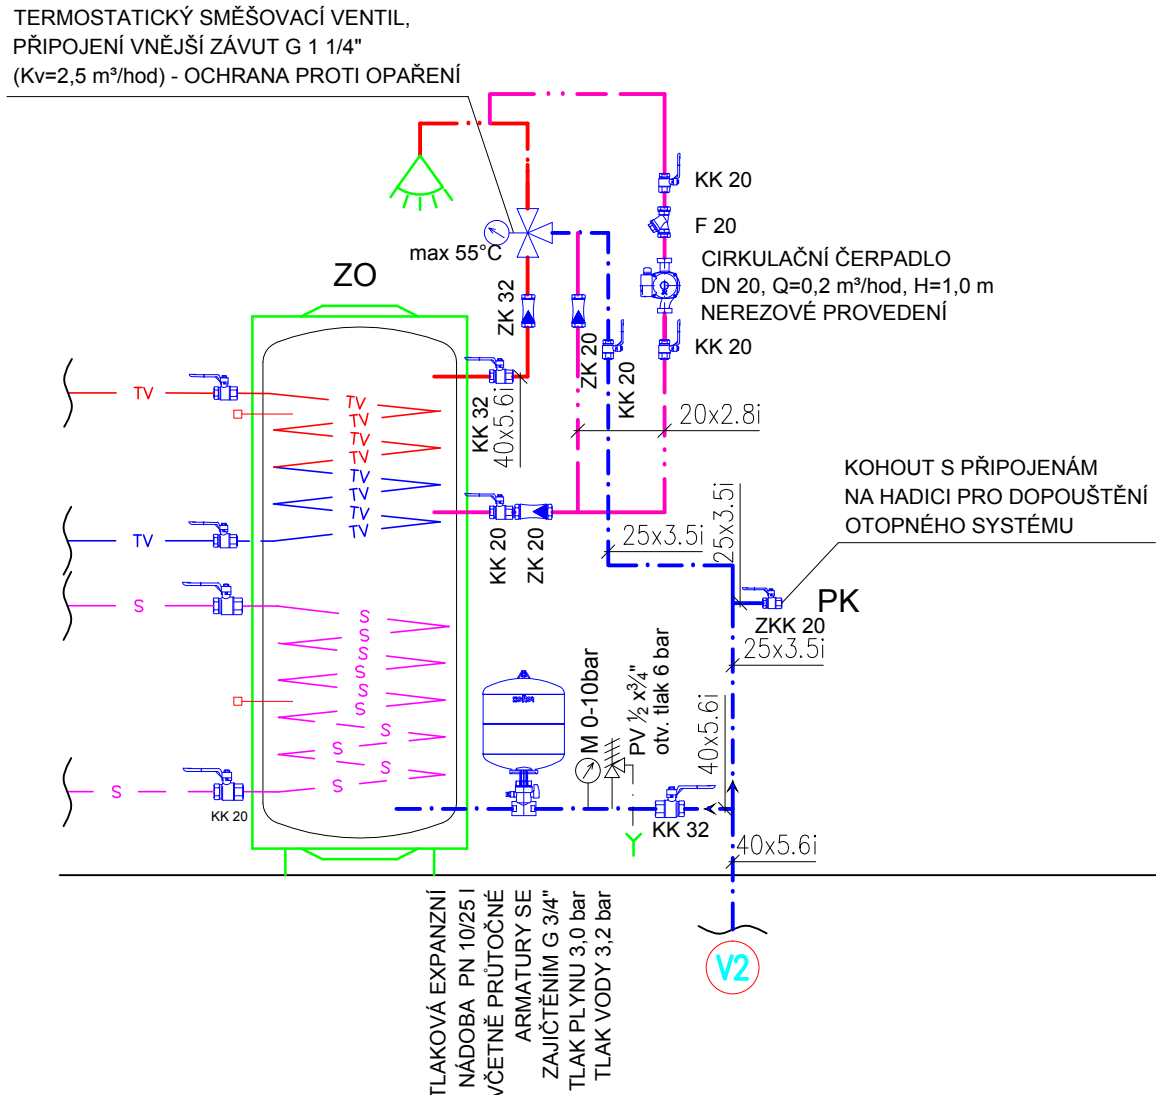 TERMOSTATICKÝ SMĚŠOVACÍ VENTIL,
PŘIPOJENÍ VNĚJŠÍ ZÁVUT G 1 1/4"
(Kv=2,5 m³/hod) - OCHRANA PROTI OPAŘENÍ
KK 20
F 20
max 55°C
CIRKULAČNÍ ČERPADLO
DN 20, Q=0,2 m³/hod, H=1,0 m
NEREZOVÉ PROVEDENÍ
ZO
ZK 32
ZK 20
KK 20
KK 20
TV
TV
TV
TV
TV
TV
TV
TV
TV
KK 32
40x5.6i
20x2.8i
KOHOUT S PŘIPOJENÁM
NA HADICI PRO DOPOUŠTĚNÍ
OTOPNÉHO SYSTÉMU
TV
KK 20
ZK 20
25x3.5i
25x3.5i
PK
ZKK 20
25x3.5i
S
S
S
S
S
S
S
S
S
S
S
S
KK 20
M 0-10bar
PV ½ x¾"
otv. tlak 6 bar
40x5.6i
KK 32
40x5.6i
TLAKOVÁ EXPANZNÍ
NÁDOBA PN 10/25 l
VČETNĚ PRŮTOČNÉ
ARMATURY SE
ZAJIČTĚNÍM G 3/4"
TLAK PLYNU 3,0 bar
TLAK VODY 3,2 bar
V2